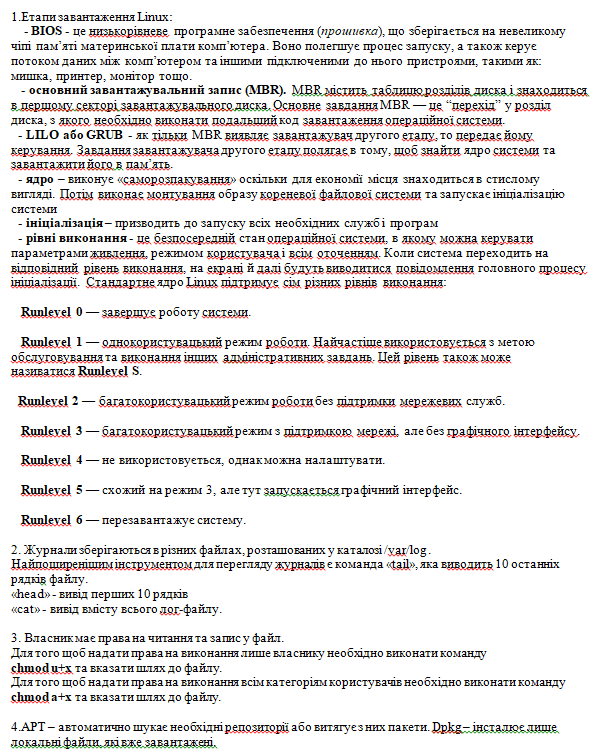 1.Етапи завантаження Linux:
- BIOS - це низькорівневе програмне забезпечення (прошивка), що зберігається на невеликому
чіпі пам’яті материнської плати комп’ютера. Воно полегшує процес запуску, а також керує
потоком даних між комп’ютером та іншими підключеними до нього пристроями, такими як:
мишка, принтер, монітор тощо.
- основний завантажувальний запис (MBR). MBR містить таблицю розділів диска і знаходиться
в першому секторі завантажувального диска. Основне завдання MBR — це “перехід” у розділ
диска, з якого необхідно виконати подальший код завантаження операційної системи.
- LILO або GRUB - як тільки MBR виявляє завантажувач другого етапу, то передає йому
керування. Завдання завантажувача другого етапу полягає в тому, щоб знайти ядро системи та
завантажити його в пам’ять.
- ядро – виконує «саморозпакування» оскільки для економії місця знаходиться в стислому
вигляді. Потім виконає монтування образу кореневої файлової системи та запускає ініціалізацію
системи
- ініціалізація – призводить до запуску всіх необхідних служб і програм
- рівні виконання - це безпосередній стан операційної системи, в якому можна керувати
параметрами живлення, режимом користувача і всім оточенням. Коли система переходить на
відповідний рівень виконання, на екрані й далі будуть виводитися повідомлення головного процесу
ініціалізації. Стандартне ядро Linux підтримує сім різних рівнів виконання:
Runlevel 0 — завершує роботу системи.
Runlevel 1 — однокористувацький режим роботи. Найчастіше використовується з метою
обслуговування та виконання інших адміністративних завдань. Цей рівень також може
називатися Runlevel S.
Runlevel 2 — багатокористувацький режим роботи без підтримки мережевих служб.
Runlevel 3 — багатокористувацький режим з підтримкою мережі, але без графічного інтерфейсу.
Runlevel 4 — не використовується, однак можна налаштувати.
Runlevel 5 — схожий на режим 3, але тут запускається графічний інтерфейс.
Runlevel 6 — перезавантажує систему.
2. Журнали зберігаються в різних файлах, розташованих у каталозі /var/log .
Найпоширенішим інструментом для перегляду журналів є команда «tail», яка виводить 10 останніх
рядків файлу.
«head» - вивід перших 10 рядків
«cat» - вивід вмісту всього лог-файлу.
3. Власник має права на читання та запис у файл.
Для того щоб надати права на виконання лише власнику необхідно виконати команду
chmod u+x та вказати шлях до файлу.
Для того щоб надати права на виконання всім категоріям користувачів необхідно виконати команду
chmod a+x та вказати шлях до файлу.
4.APT – автоматично шукає необхідні репозиторії або витягує з них пакети. Dpkg – інсталює лише
локальні файли, які вже завантажені.